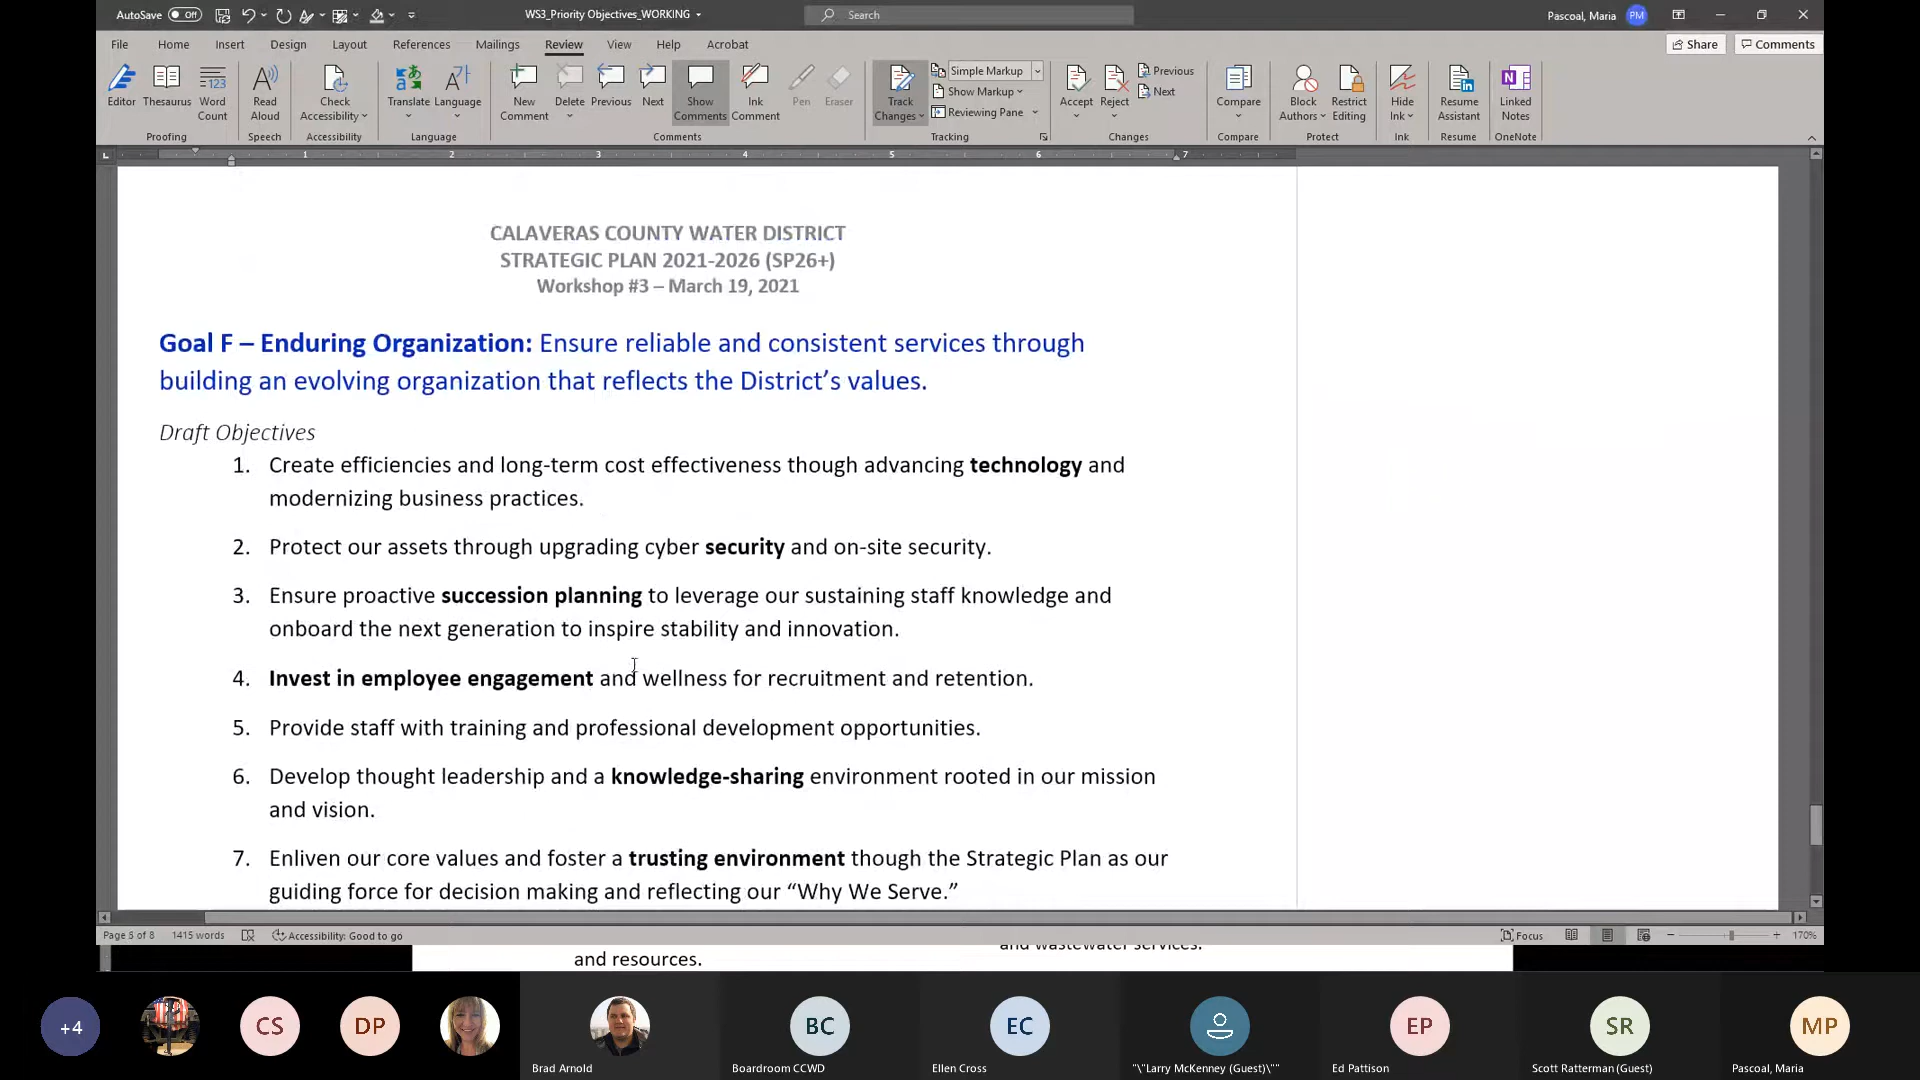 AutoSave Off WS3_Priority Objectives_WORKING Search Pascoal, Maria PM
File Home Insert Design Layout References Mailings Review View Help Acrobat Share Comments
Editor Thesaurus Word Count Read Aloud Check Accessibility Translate Language New Comment Delete Previous Next Show Comments Ink Comment Pen Eraser Track Changes Simple Markup Show Markup Reviewing Pane Accept Reject Previous Next Compare Block Authors Restrict Editing Hide Ink Resume Assistant Linked Notes
Proofing Speech Accessibility Language Comments Tracking Changes Compare Protect Ink Resume OneNote
1 2 3 4 5 6 7
CALAVERAS COUNTY WATER DISTRICT
STRATEGIC PLAN 2021-2026 (SP26+)
Workshop #3 – March 19, 2021
Goal F – Enduring Organization: Ensure reliable and consistent services through
building an evolving organization that reflects the District’s values.
Draft Objectives
1. Create efficiencies and long-term cost effectiveness though advancing technology and
modernizing business practices.
2. Protect our assets through upgrading cyber security and on-site security.
3. Ensure proactive succession planning to leverage our sustaining staff knowledge and
onboard the next generation to inspire stability and innovation.
4. Invest in employee engagement and wellness for recruitment and retention.
5. Provide staff with training and professional development opportunities.
6. Develop thought leadership and a knowledge-sharing environment rooted in our mission
and vision.
7. Enliven our core values and foster a trusting environment though the Strategic Plan as our
guiding force for decision making and reflecting our “Why We Serve.”
Page 8 of 8 1415 words Accessibility: Good to go Focus 170%
and wastewater services.
and resources.
+4 CS DP BC EC EP SR MP
Brad Arnold Boardroom CCWD Ellen Cross "\"Larry McKenney (Guest)\"" Ed Pattison Scott Ratterman (Guest) Pascoal, Maria